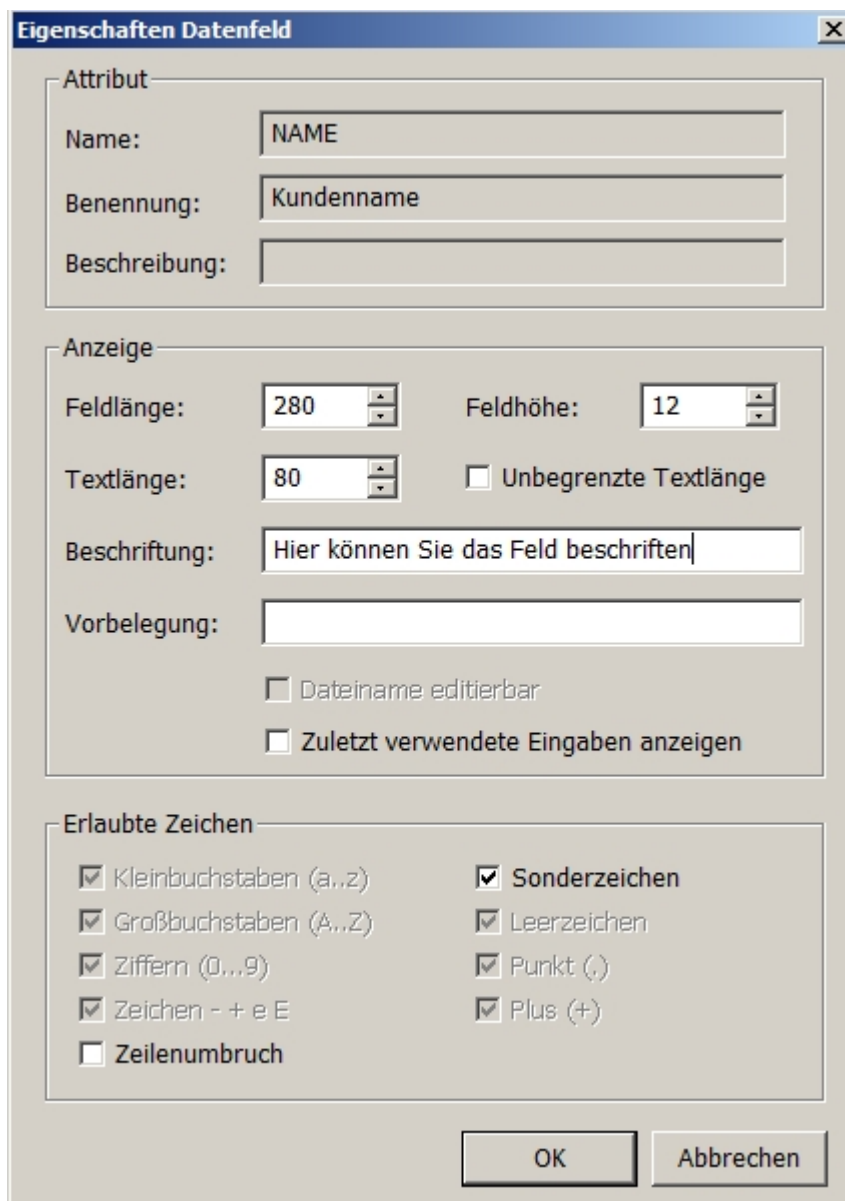 Eigenschaften Datenfeld
Attribut
Name: NAME
Benennung: Kundenname
Beschreibung:
Anzeige
Feldlänge: 280 Feldhöhe: 12
Textlänge: 80 Unbegrenzte Textlänge
Beschriftung: Hier können Sie das Feld beschriften
Vorbelegung:
Dateiname editierbar
Zuletzt verwendete Eingaben anzeigen
Erlaubte Zeichen
Kleinbuchstaben (a..z) Sonderzeichen
Großbuchstaben (A..Z) Leerzeichen
Ziffern (0...9) Punkt (.)
Zeichen - + e E Plus (+)
Zeilenumbruch
OK Abbrechen